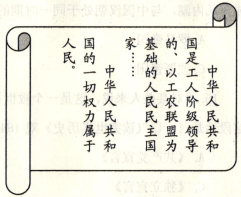 中华人民共和
国是工人阶级领导
的、以工农联盟为
基础的人民民主国
家……
中华人民共和
国的一切权力属于
人民。